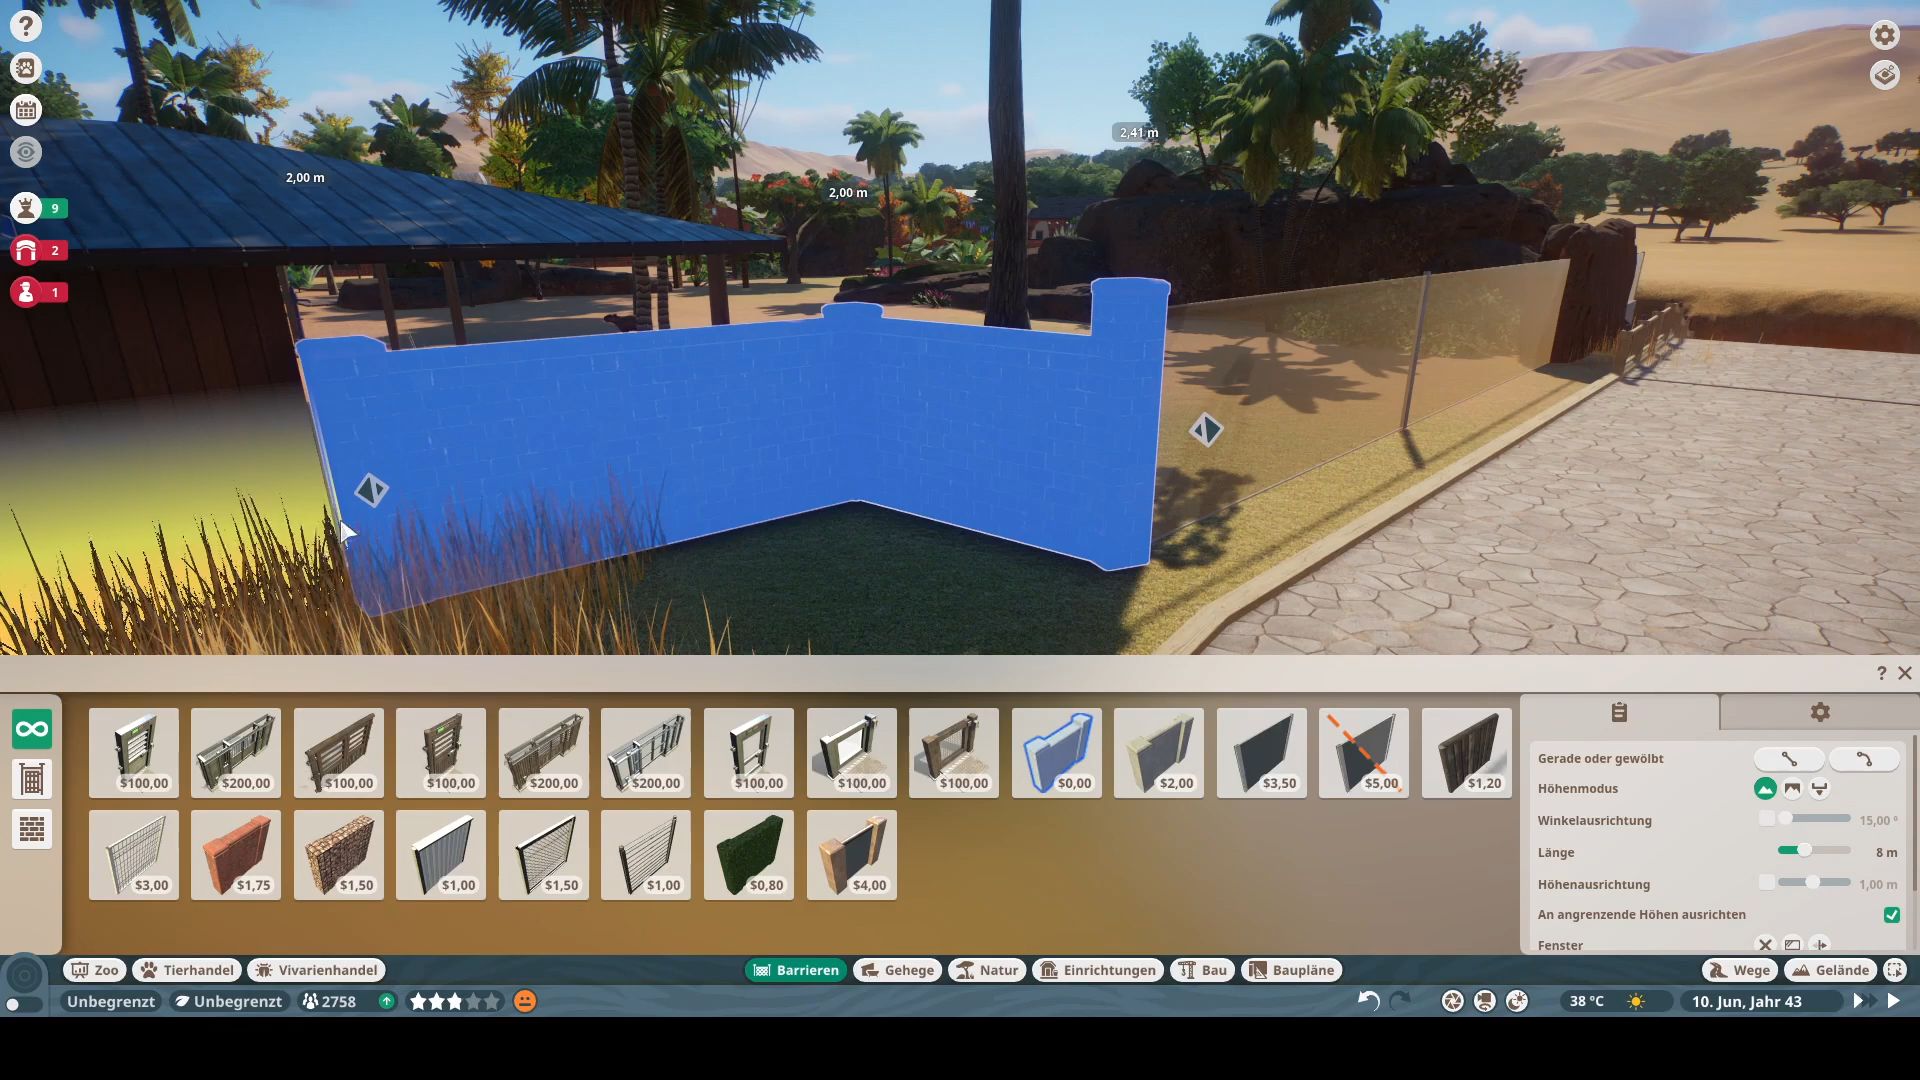 ?
2,41 m
2,00 m
2,00 m
9
2
1
?
$100,00
$200,00
$100,00
$100,00
$200,00
$200,00
$100,00
$100,00
$100,00
$0,00
$2,00
$3,50
$5,00
$1,20
$3,00
$1,75
$1,50
$1,00
$1,50
$1,00
$0,80
$4,00
Gerade oder gewölbt
Höhenmodus
Winkelausrichtung 15,00 °
Länge 8 m
Höhenausrichtung 1,00 m
An angrenzende Höhen ausrichten
Fenster
Zoo Tierhandel Vivarienhandel Barrieren Gehege Natur Einrichtungen Bau Baupläne Wege Gelände
Unbegrenzt Unbegrenzt 2758 38 °C 10. Jun, Jahr 43